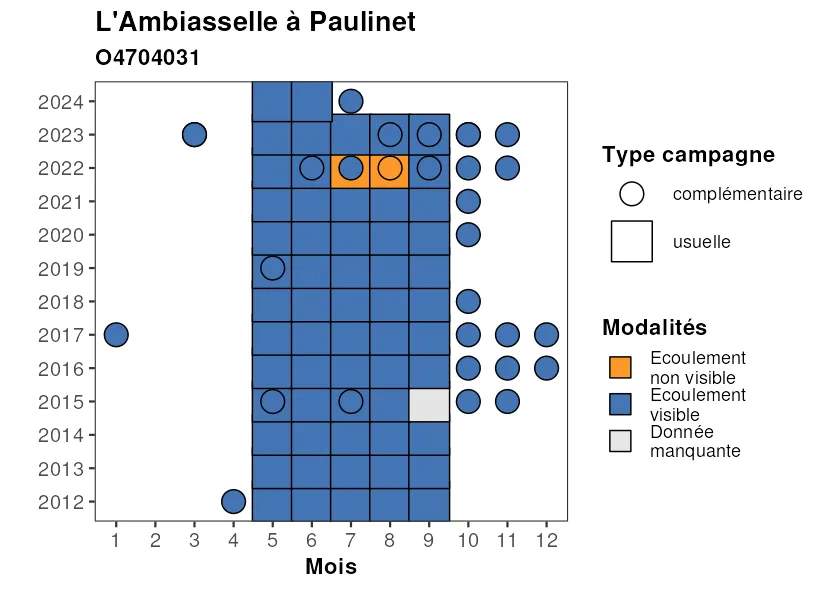 L'Ambiasselle à Paulinet
O4704031
2024
2023
2022
2021
2020
2019
2018
2017
2016
2015
2014
2013
2012
1 2 3 4 5 6 7 8 9 10 11 12
Mois
Type campagne
complémentaire
usuelle
Modalités
Ecoulement
non visible
Ecoulement
visible
Donnée
manquante